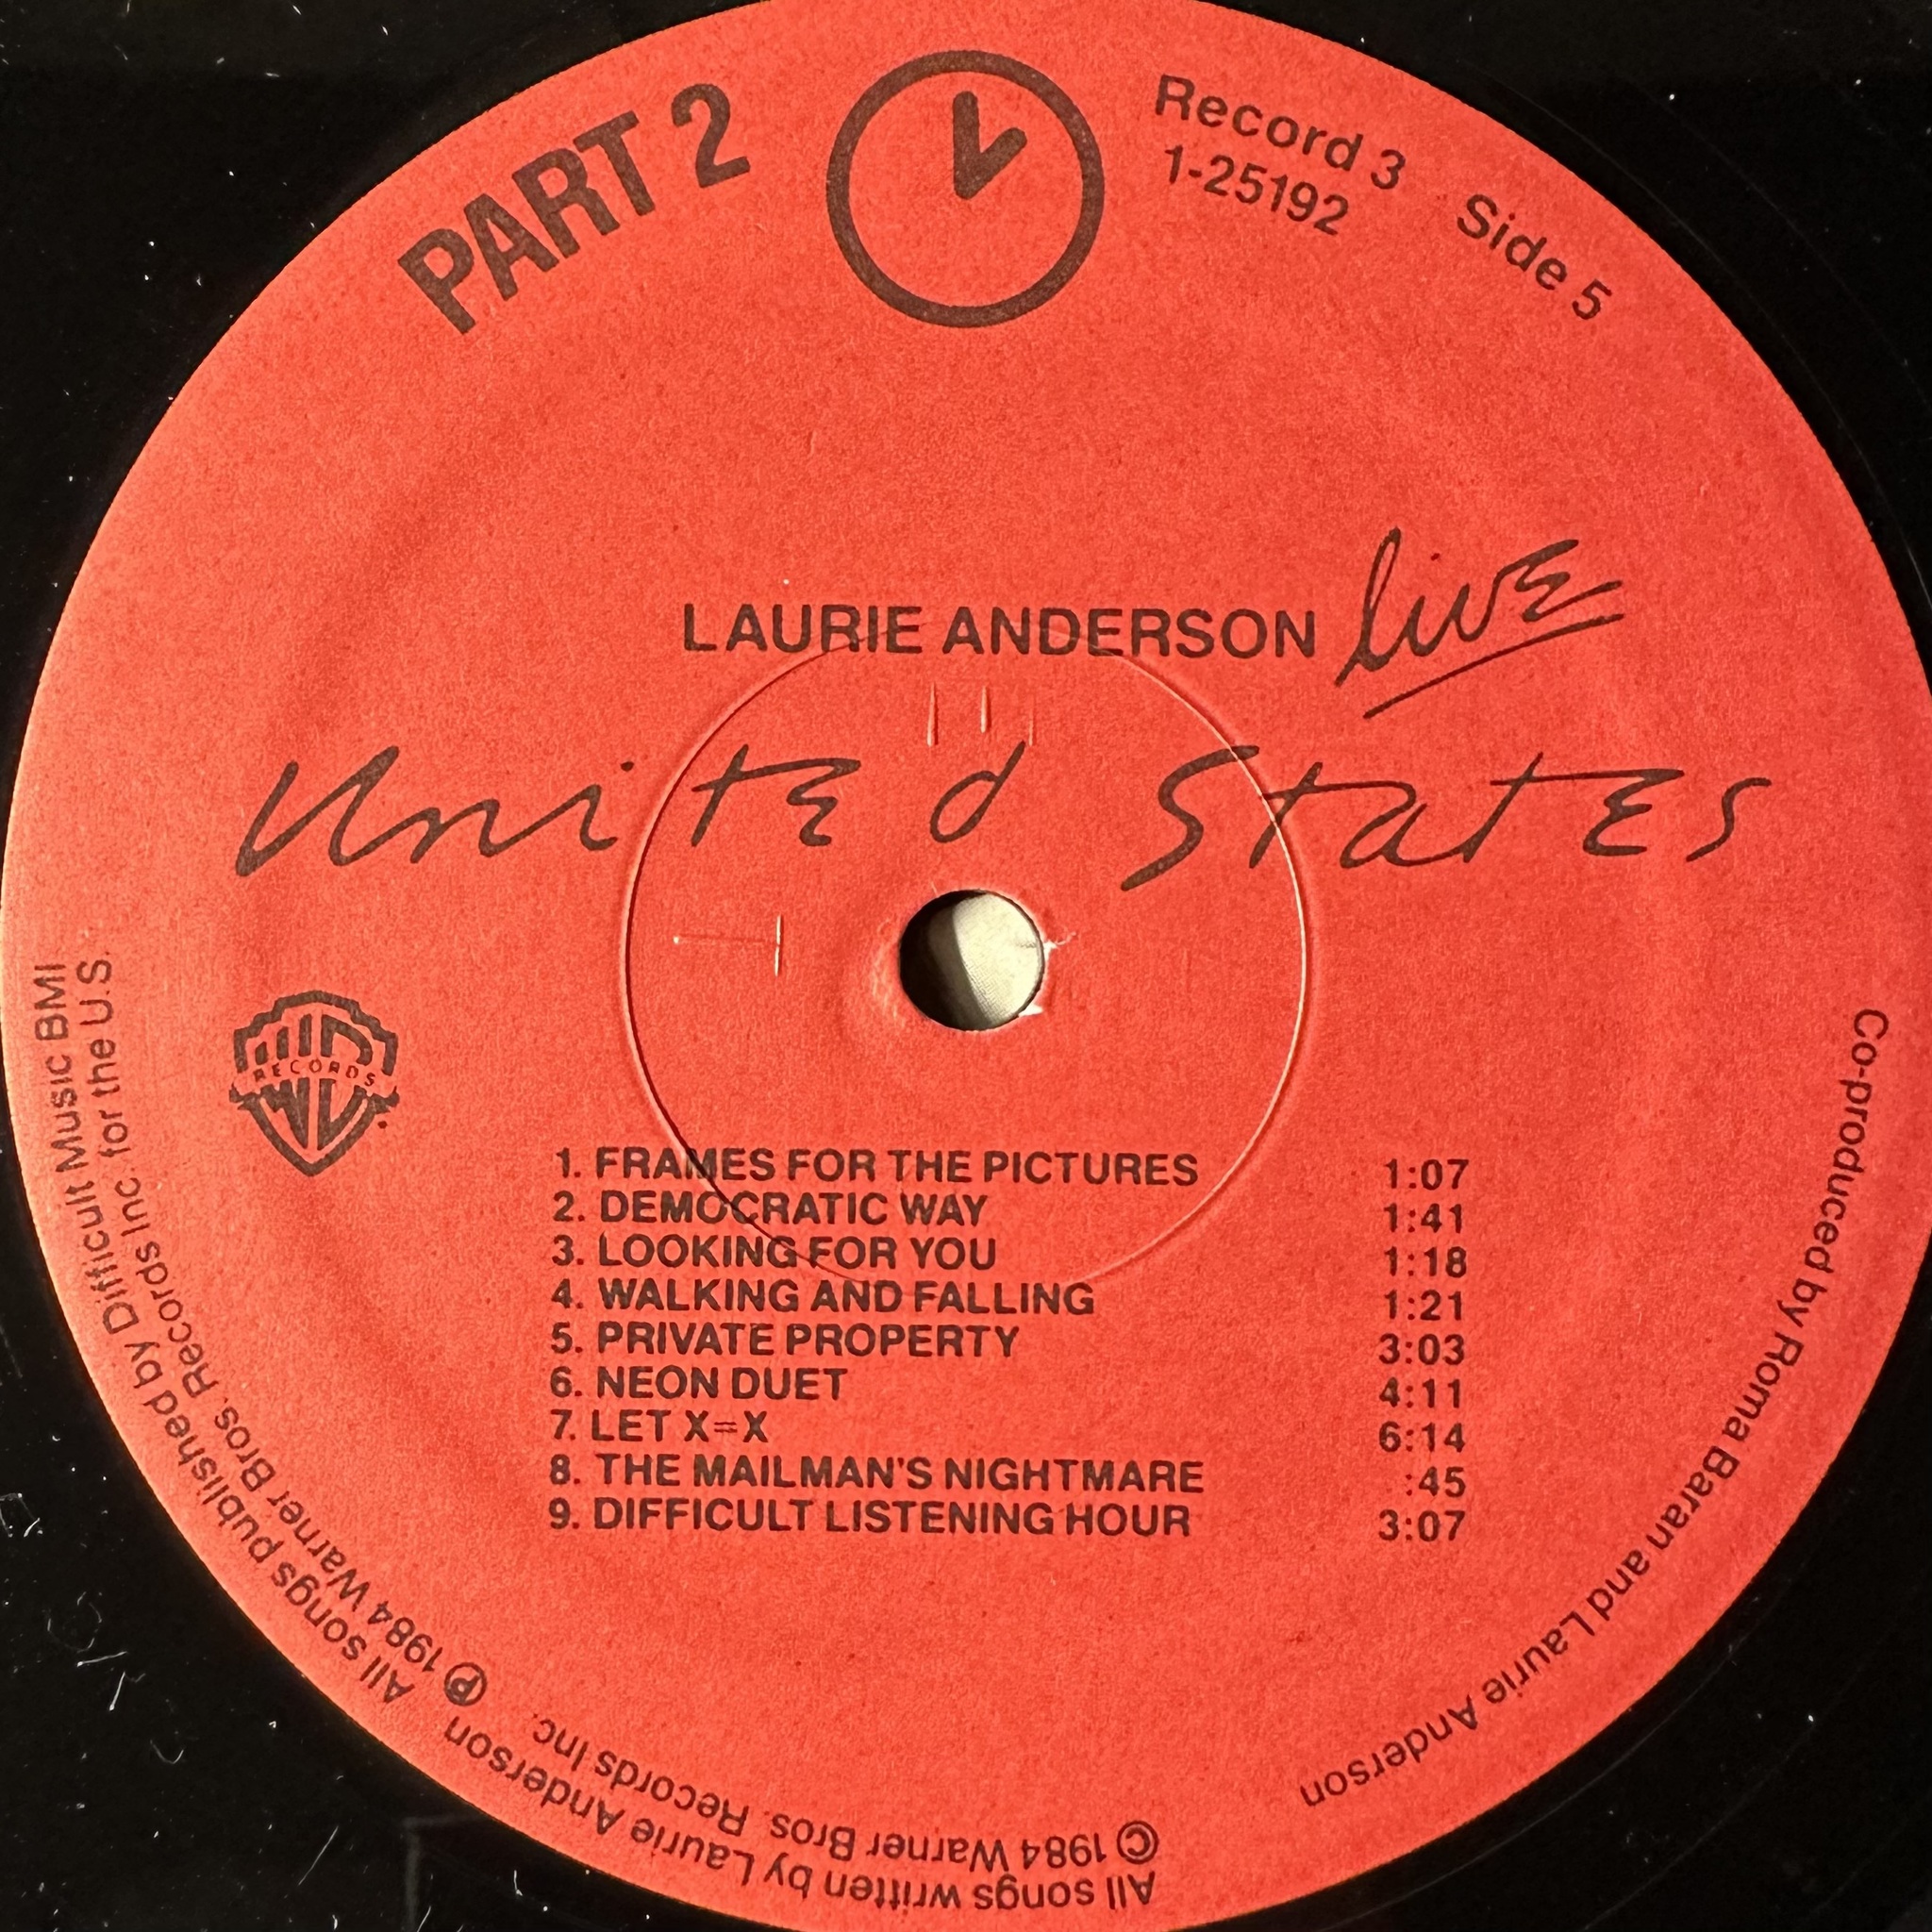 PART 2
Record 3 Side 5
1-25192
LAURIE ANDERSON live
United States
RECORDS
1. FRAMES FOR THE PICTURES 1:07
2. DEMOCRATIC WAY 1:41
3. LOOKING FOR YOU 1:18
4. WALKING AND FALLING 1:21
5. PRIVATE PROPERTY 3:03
6. NEON DUET 4:11
7. LET X=X 6:14
8. THE MAILMAN'S NIGHTMARE :45
9. DIFFICULT LISTENING HOUR 3:07
Co-produced by Roma Baran and Laurie Anderson
All songs written by Laurie Anderson
© 1984 Warner Bros. Records Inc.
All songs published by Difficult Music BMI
℗ 1984 Warner Bros. Records Inc. for the U.S.